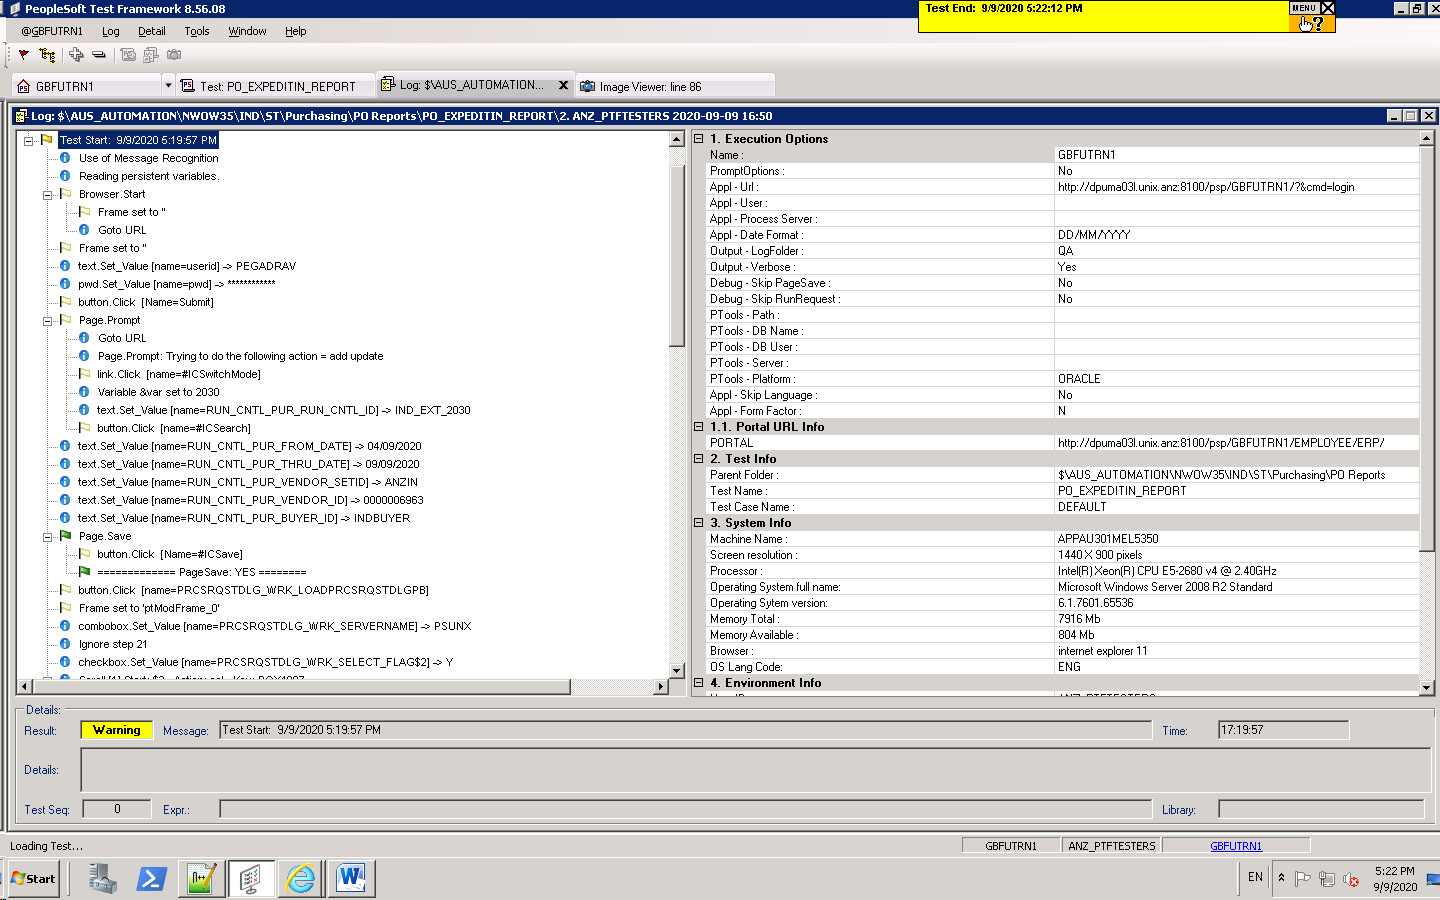 PeopleSoft Test Framework 8.56.08
Test End:  9/9/2020 5:22:12 PM
MENU
@GBFUTRN1 Log Detail Tools Window Help
GBFUTRN1
Test: PO_EXPEDITIN_REPORT
Log: $\AUS_AUTOMATION...
Image Viewer: line 86
Log: $\AUS_AUTOMATION\NWOW35\IND\ST\Purchasing\PO Reports\PO_EXPEDITIN_REPORT\2. ANZ_PTFTESTERS 2020-09-09 16:50
Test Start:  9/9/2020 5:19:57 PM
Use of Message Recognition
Reading persistent variables.
Browser.Start
Frame set to ''
Goto URL
Frame set to ''
text.Set_Value [name=userid] -> PEGADRAV
pwd.Set_Value [name=pwd] -> ************
button.Click  [Name=Submit]
Page.Prompt
Goto URL
Page.Prompt: Trying to do the following action = add update
link.Click  [name=#ICSwitchMode]
Variable &var set to 2030
text.Set_Value [name=RUN_CNTL_PUR_RUN_CNTL_ID] -> IND_EXT_2030
button.Click  [name=#ICSearch]
text.Set_Value [name=RUN_CNTL_PUR_FROM_DATE] -> 04/09/2020
text.Set_Value [name=RUN_CNTL_PUR_THRU_DATE] -> 09/09/2020
text.Set_Value [name=RUN_CNTL_PUR_VENDOR_SETID] -> ANZIN
text.Set_Value [name=RUN_CNTL_PUR_VENDOR_ID] -> 0000006963
text.Set_Value [name=RUN_CNTL_PUR_BUYER_ID] -> INDBUYER
Page.Save
button.Click  [Name=#ICSave]
============= PageSave: YES ========
button.Click  [name=PRCSRQSTDLG_WRK_LOADPRCSRQSTDLGPB]
Frame set to 'ptModFrame_0'
combobox.Set_Value [name=PRCSRQSTDLG_WRK_SERVERNAME] -> PSUNX
Ignore step 21
checkbox.Set_Value [name=PRCSRQSTDLG_WRK_SELECT_FLAG$2] -> Y
1. Execution Options
Name : GBFUTRN1
PromptOptions : No
Appl - Url : http://dpuma03l.unix.anz:8100/psp/GBFUTRN1/?&cmd=login
Appl - User :
Appl - Process Server :
Appl - Date Format : DD/MM/YYYY
Output - LogFolder : QA
Output - Verbose : Yes
Debug - Skip PageSave : No
Debug - Skip RunRequest : No
PTools - Path :
PTools - DB Name :
PTools - DB User :
PTools - Server :
PTools - Platform : ORACLE
Appl - Skip Language : No
Appl - Form Factor : N
1.1. Portal URL Info
PORTAL http://dpuma03l.unix.anz:8100/psp/GBFUTRN1/EMPLOYEE/ERP/
2. Test Info
Parent Folder : $\AUS_AUTOMATION\NWOW35\IND\ST\Purchasing\PO Reports
Test Name : PO_EXPEDITIN_REPORT
Test Case Name : DEFAULT
3. System Info
Machine Name : APPAU301MEL5350
Screen resolution : 1440 X 900 pixels
Processor : Intel(R) Xeon(R) CPU E5-2680 v4 @ 2.40GHz
Operating System full name: Microsoft Windows Server 2008 R2 Standard
Operating Sytem version: 6.1.7601.65536
Memory Total : 7916 Mb
Memory Available : 804 Mb
Browser : internet explorer 11
OS Lang Code: ENG
4. Environment Info
Details:
Result: Warning Message: Test Start:  9/9/2020 5:19:57 PM Time: 17:19:57
Details:
Test Seq: 0 Expr.: Library:
Loading Test... GBFUTRN1 ANZ_PTFTESTERS GBFUTRN1
Start EN 5:22 PM
9/9/2020